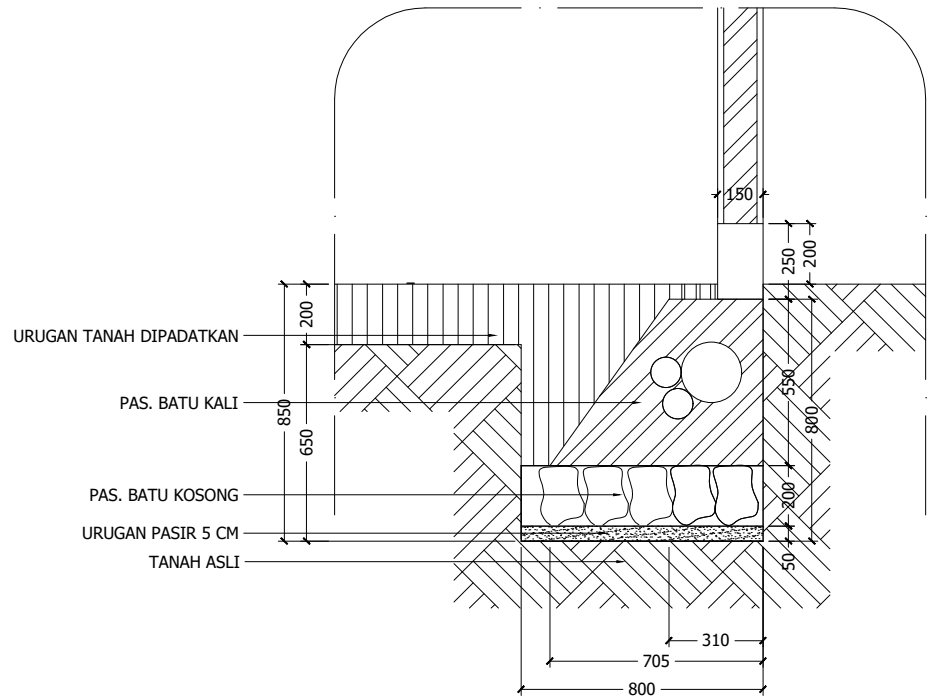 150
250
200
200
URUGAN TANAH DIPADATKAN
850
650
PAS. BATU KALI
550
800
PAS. BATU KOSONG
200
URUGAN PASIR 5 CM
50
TANAH ASLI
310
705
800